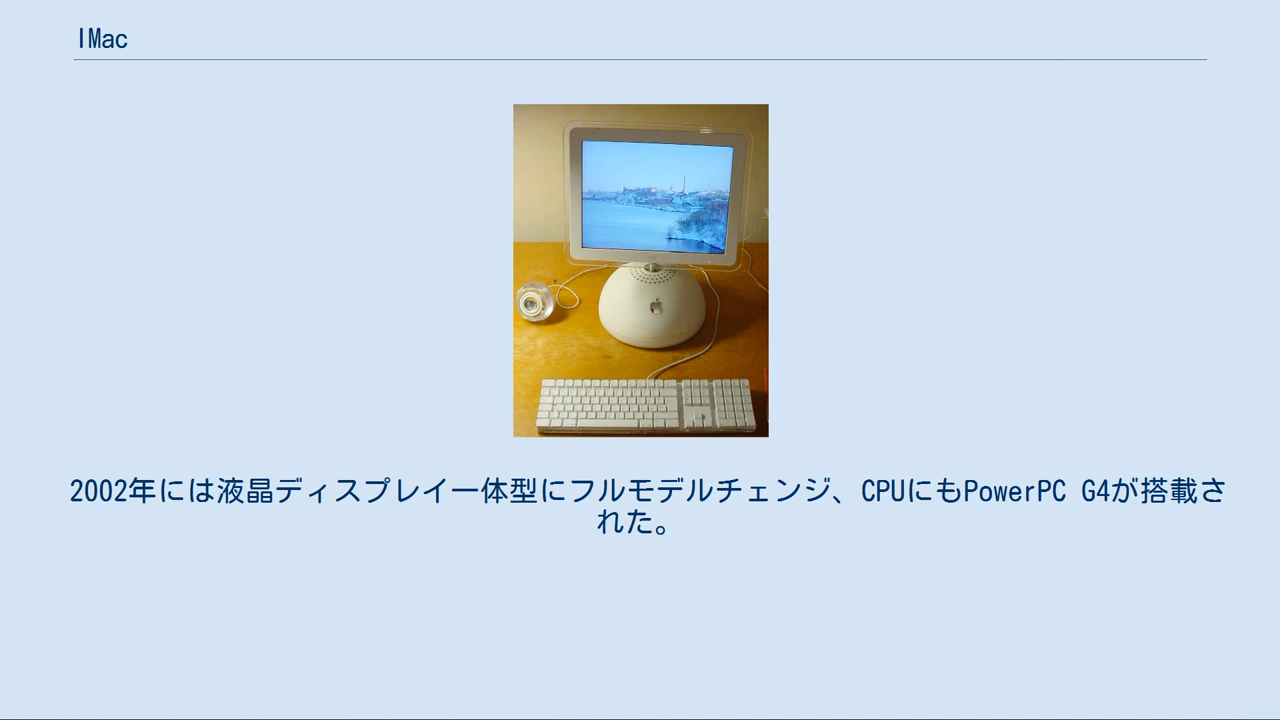 IMac
2002年には液晶ディスプレイ一体型にフルモデルチェンジ、CPUにもPowerPC G4が搭載さ
れた。